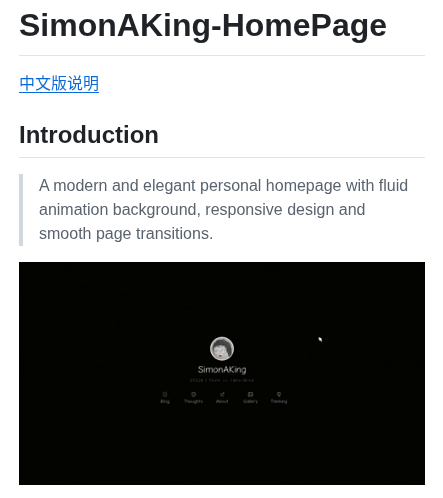 SimonAKing-HomePage
中文版说明
Introduction
A modern and elegant personal homepage with fluid
animation background, responsive design and
smooth page transitions.
SimonAKing
Blog Thoughts About Gallery Thinking